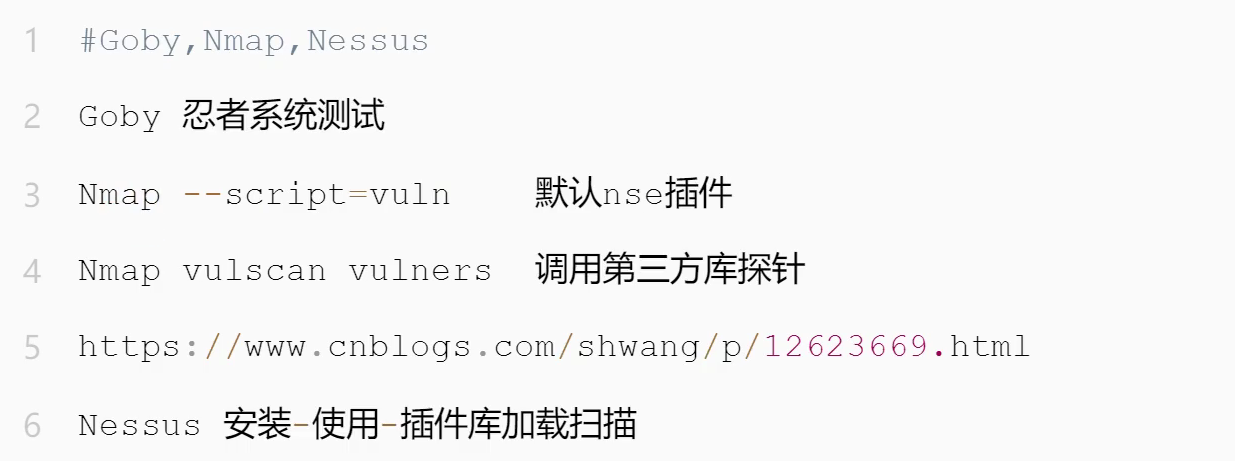 1 #Goby,Nmap,Nessus
2 Goby 忍者系统测试
3 Nmap --script=vuln 默认nse插件
4 Nmap vulscan vulners 调用第三方库探针
5 https://www.cnblogs.com/shwang/p/12623669.html
6 Nessus 安装-使用-插件库加载扫描